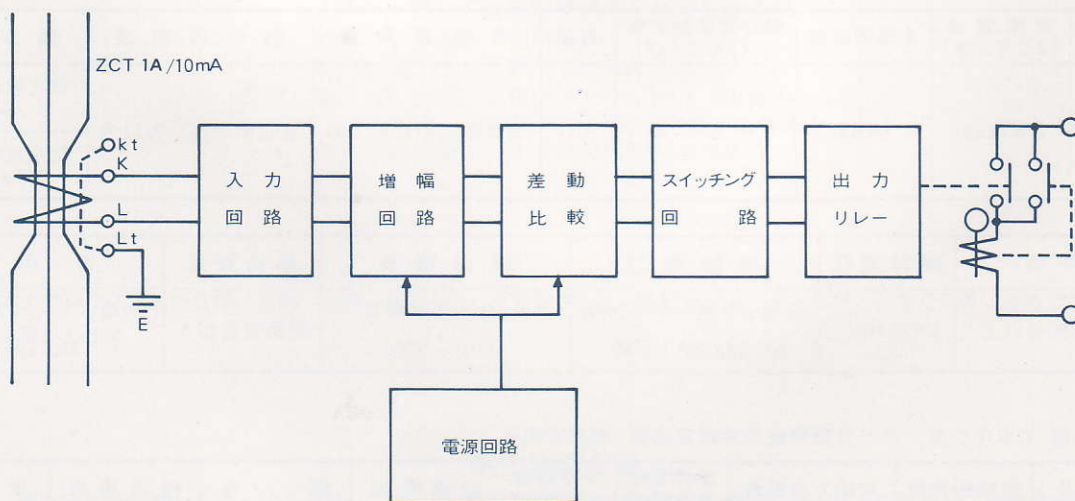 ZCT 1A/10mA
kt
K
L
Lt
E
入力
回路
増幅
回路
差動
比較
スイッチング
回路
出力
リレー
電源回路